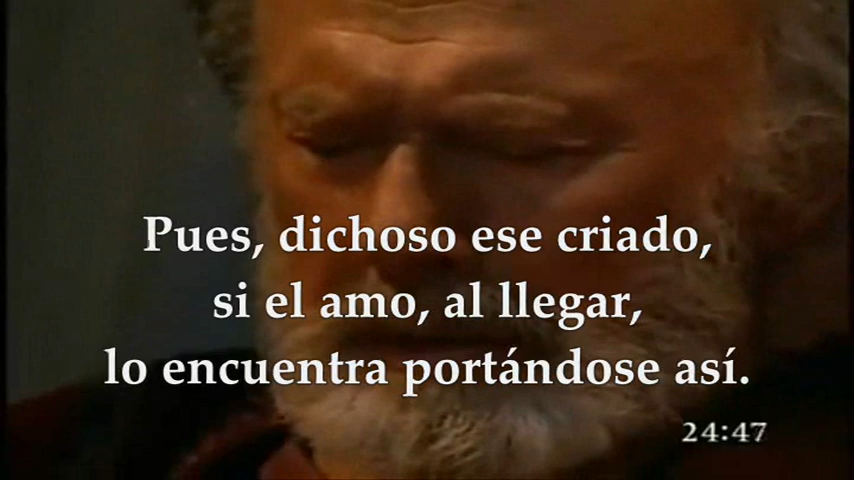 Pues, dichoso ese criado,
si el amo, al llegar,
lo encuentra portándose así.
24:47